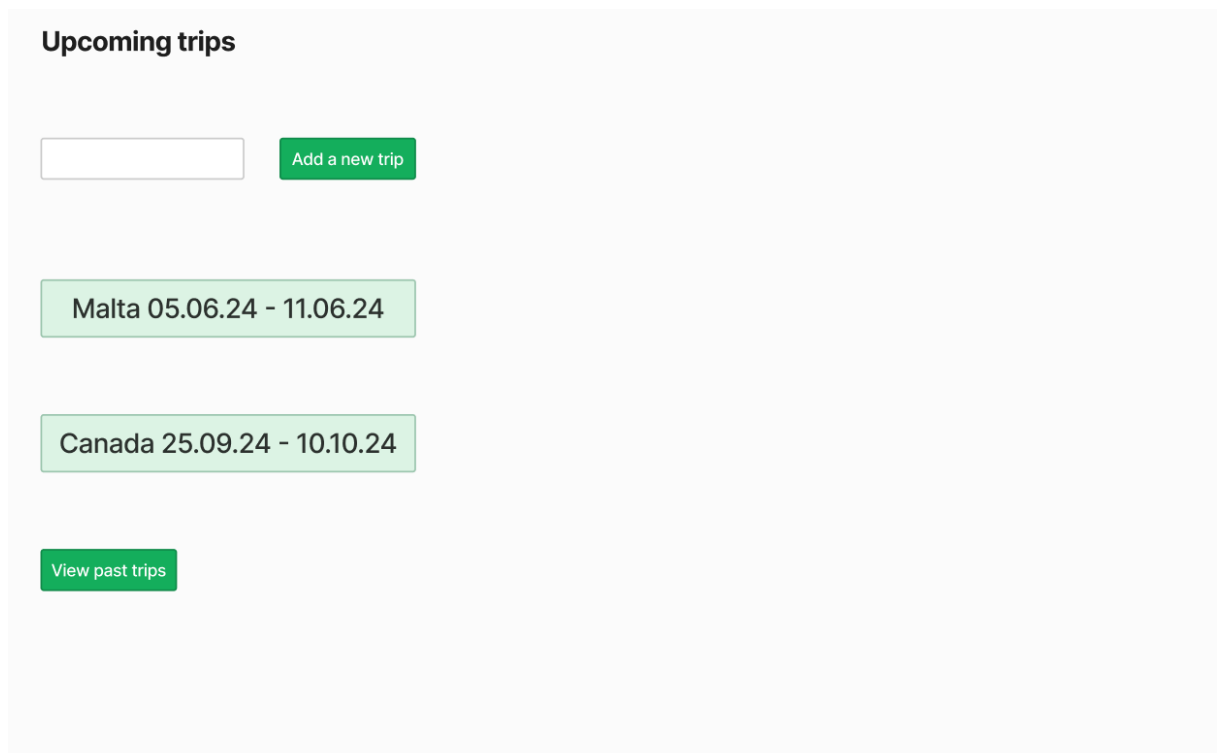 Upcoming trips
Add a new trip
Malta 05.06.24 - 11.06.24
Canada 25.09.24 - 10.10.24
View past trips